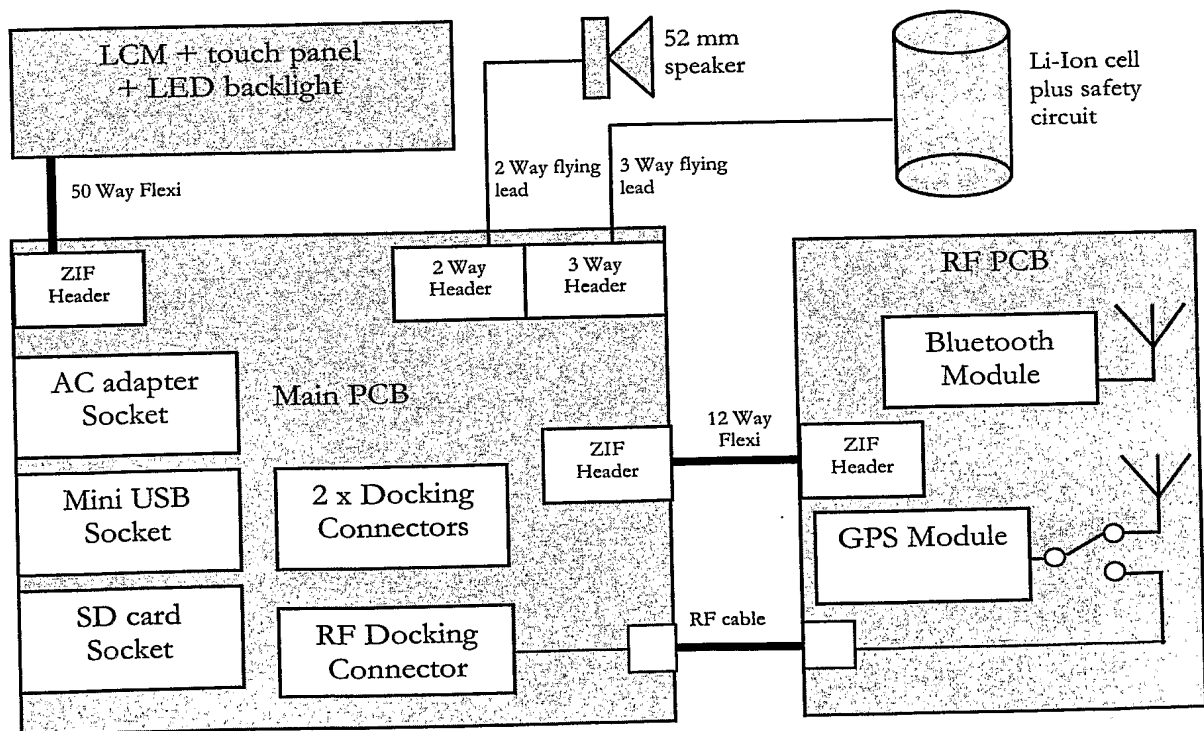 LCM + touch panel
+ LED backlight
52 mm
speaker
Li-Ion cell
plus safety
circuit
50 Way Flexi
2 Way flying
lead
3 Way flying
lead
ZIF
Header
2 Way
Header
3 Way
Header
RF PCB
Bluetooth
Module
AC adapter
Socket
Main PCB
12 Way
Flexi
ZIF
Header
ZIF
Header
Mini USB
Socket
2 x Docking
Connectors
GPS Module
SD card
Socket
RF Docking
Connector
RF cable